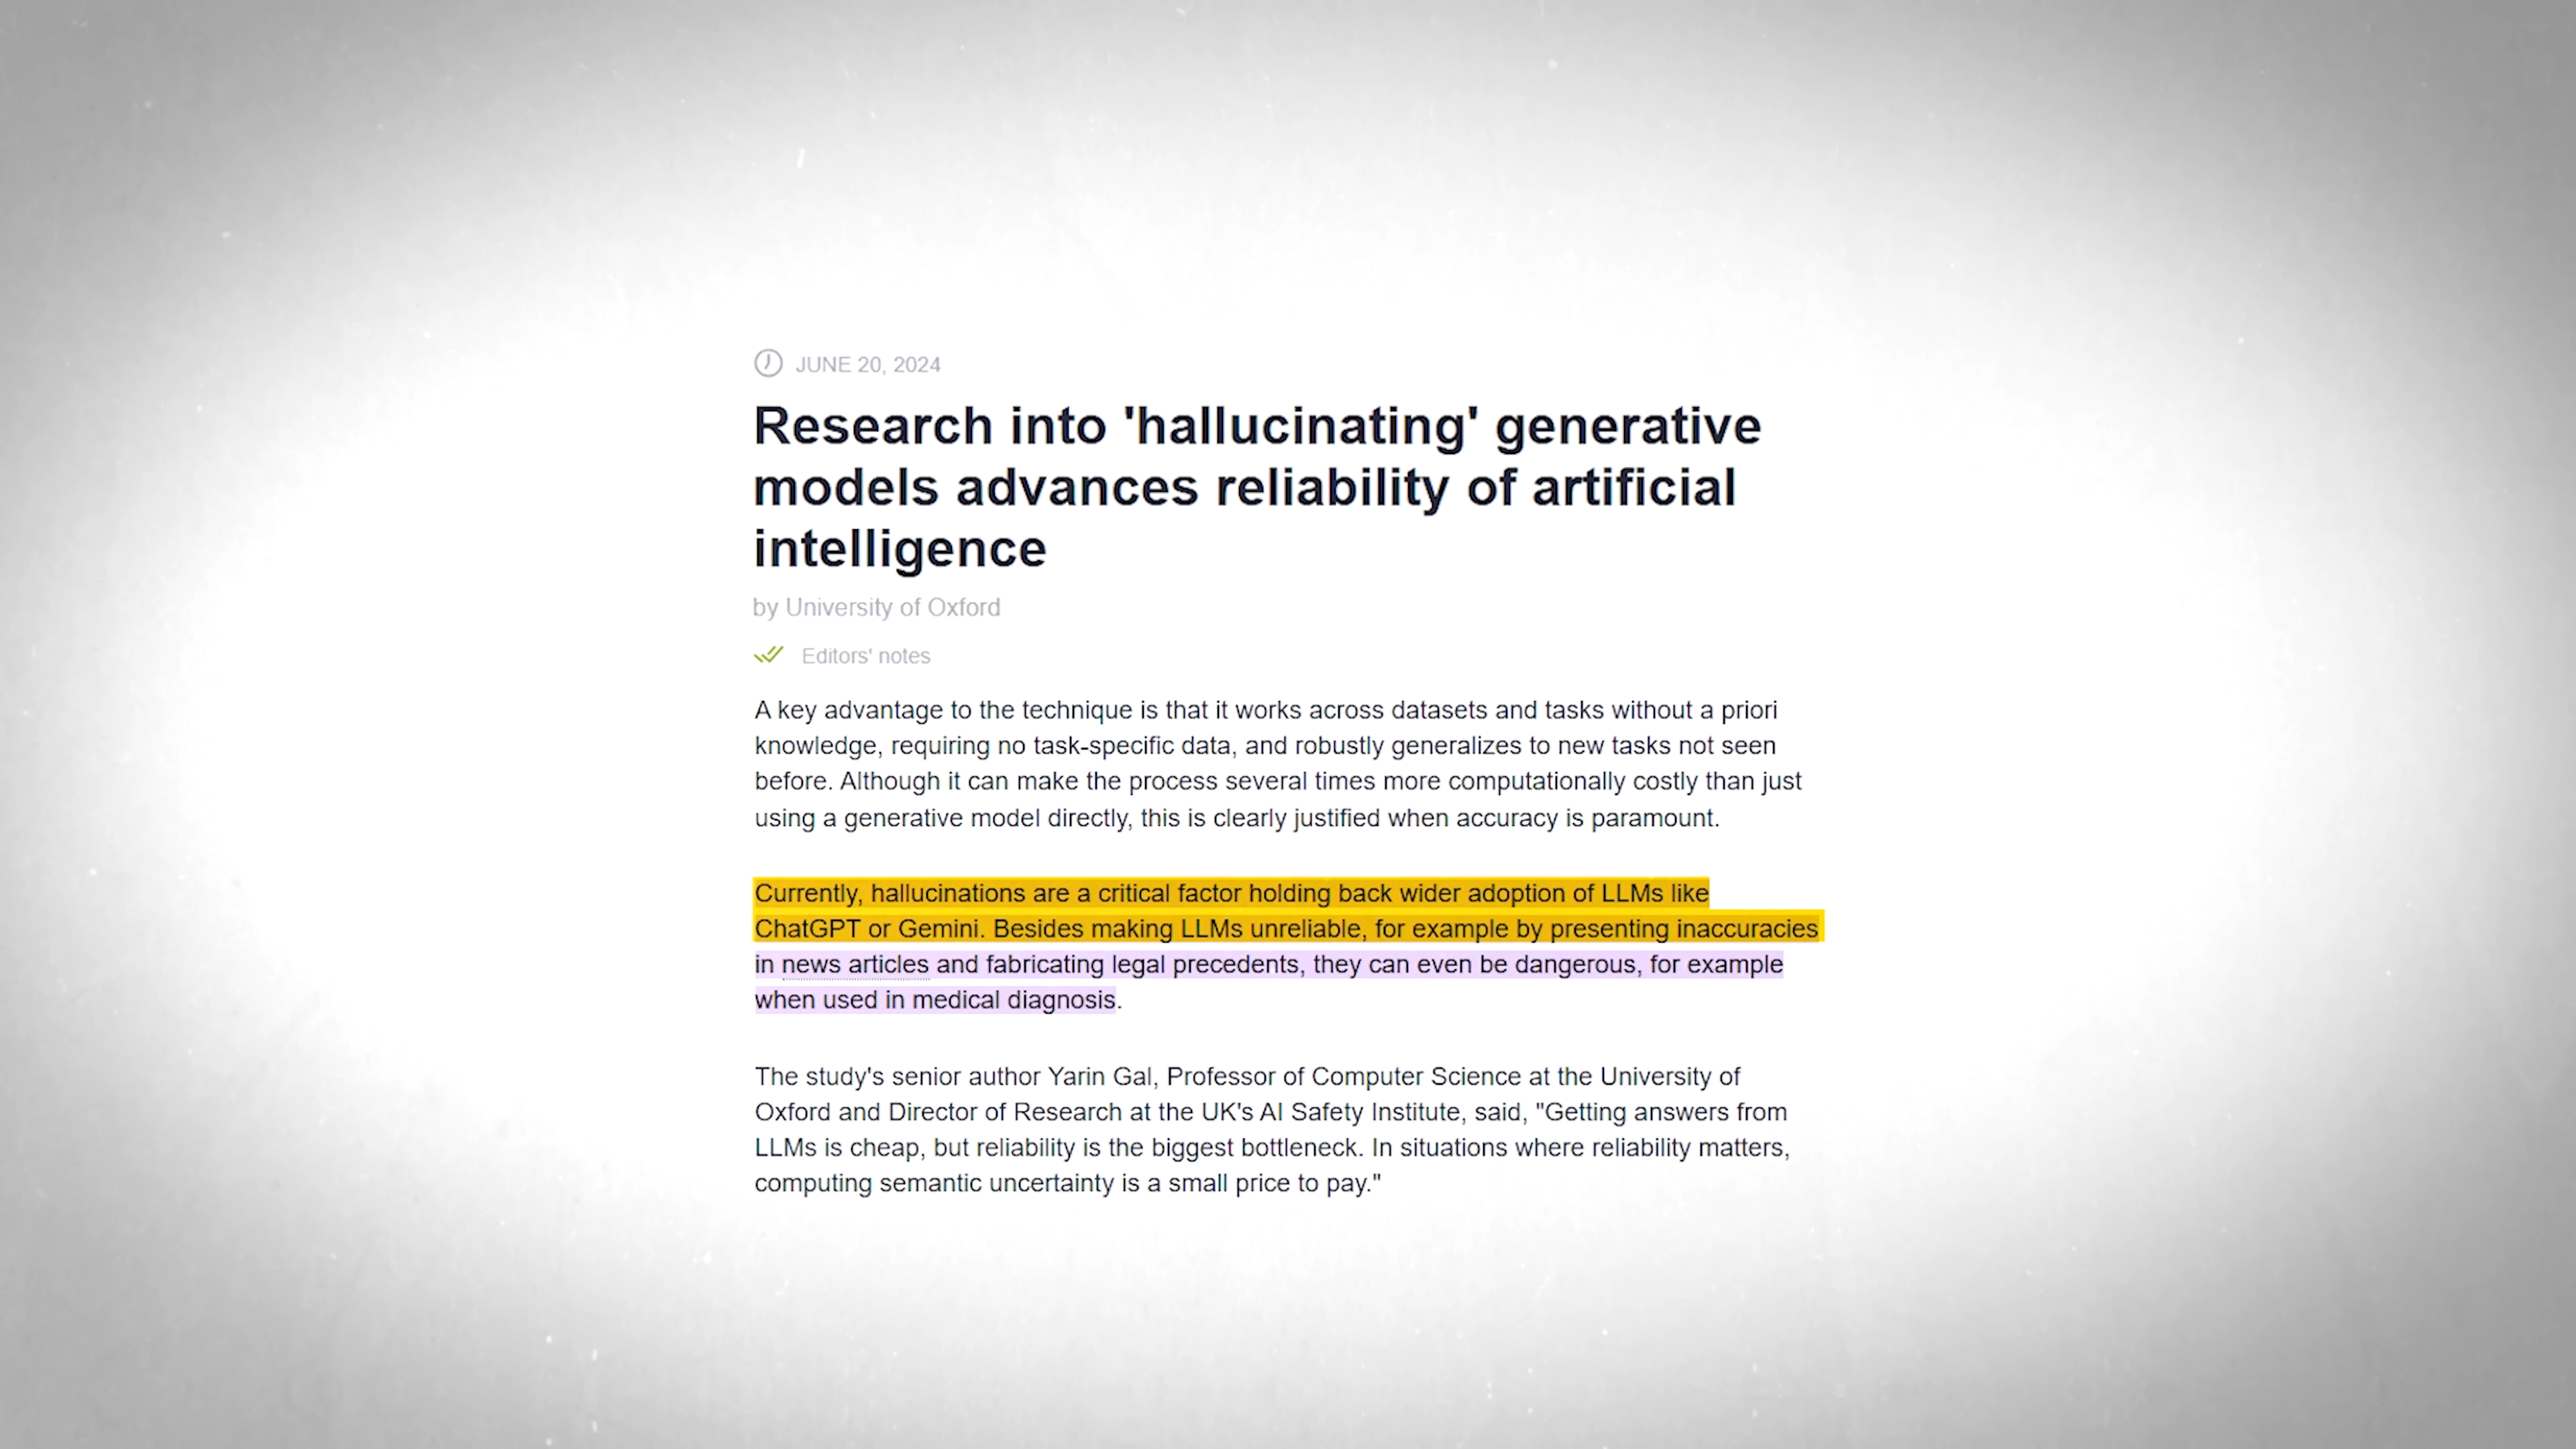 JUNE 20, 2024
Research into 'hallucinating' generative
models advances reliability of artificial
intelligence
by University of Oxford
Editors' notes
A key advantage to the technique is that it works across datasets and tasks without a priori
knowledge, requiring no task-specific data, and robustly generalizes to new tasks not seen
before. Although it can make the process several times more computationally costly than just
using a generative model directly, this is clearly justified when accuracy is paramount.
Currently, hallucinations are a critical factor holding back wider adoption of LLMs like
ChatGPT or Gemini. Besides making LLMs unreliable, for example by presenting inaccuracies
in news articles and fabricating legal precedents, they can even be dangerous, for example
when used in medical diagnosis.
The study's senior author Yarin Gal, Professor of Computer Science at the University of
Oxford and Director of Research at the UK's AI Safety Institute, said, "Getting answers from
LLMs is cheap, but reliability is the biggest bottleneck. In situations where reliability matters,
computing semantic uncertainty is a small price to pay."